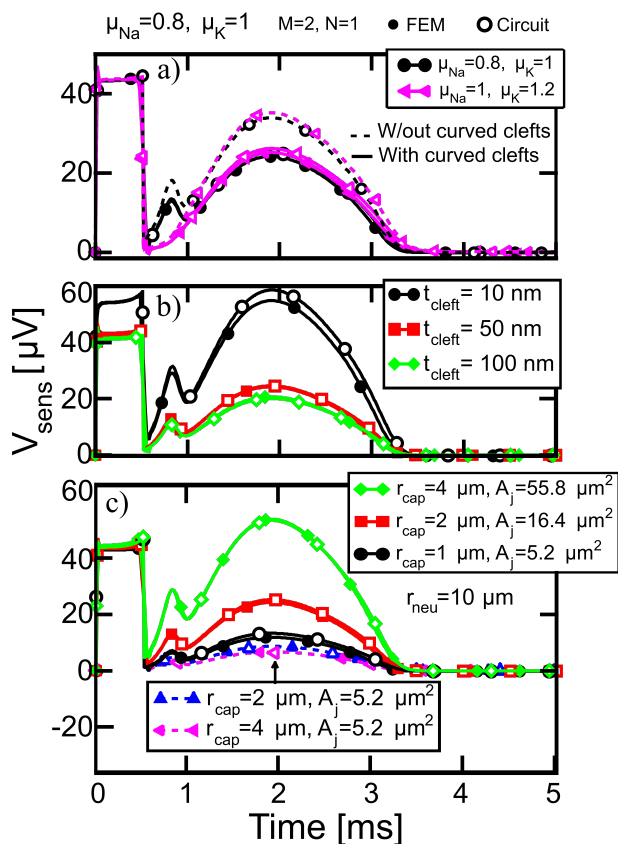 μNa=0.8, μK=1 M=2, N=1 ● FEM ○ Circuit
a)
μNa=0.8, μK=1
μNa=1, μK=1.2
W/out curved clefts
With curved clefts
40
20
0
b)
tcleft= 10 nm
tcleft= 50 nm
tcleft= 100 nm
60
40
20
0
Vsens [μV]
c)
rcap=4 μm, Aj=55.8 μm²
rcap=2 μm, Aj=16.4 μm²
rcap=1 μm, Aj=5.2 μm²
rneu=10 μm
rcap=2 μm, Aj=5.2 μm²
rcap=4 μm, Aj=5.2 μm²
60
40
20
0
-20
0 1 2 3 4 5
Time [ms]